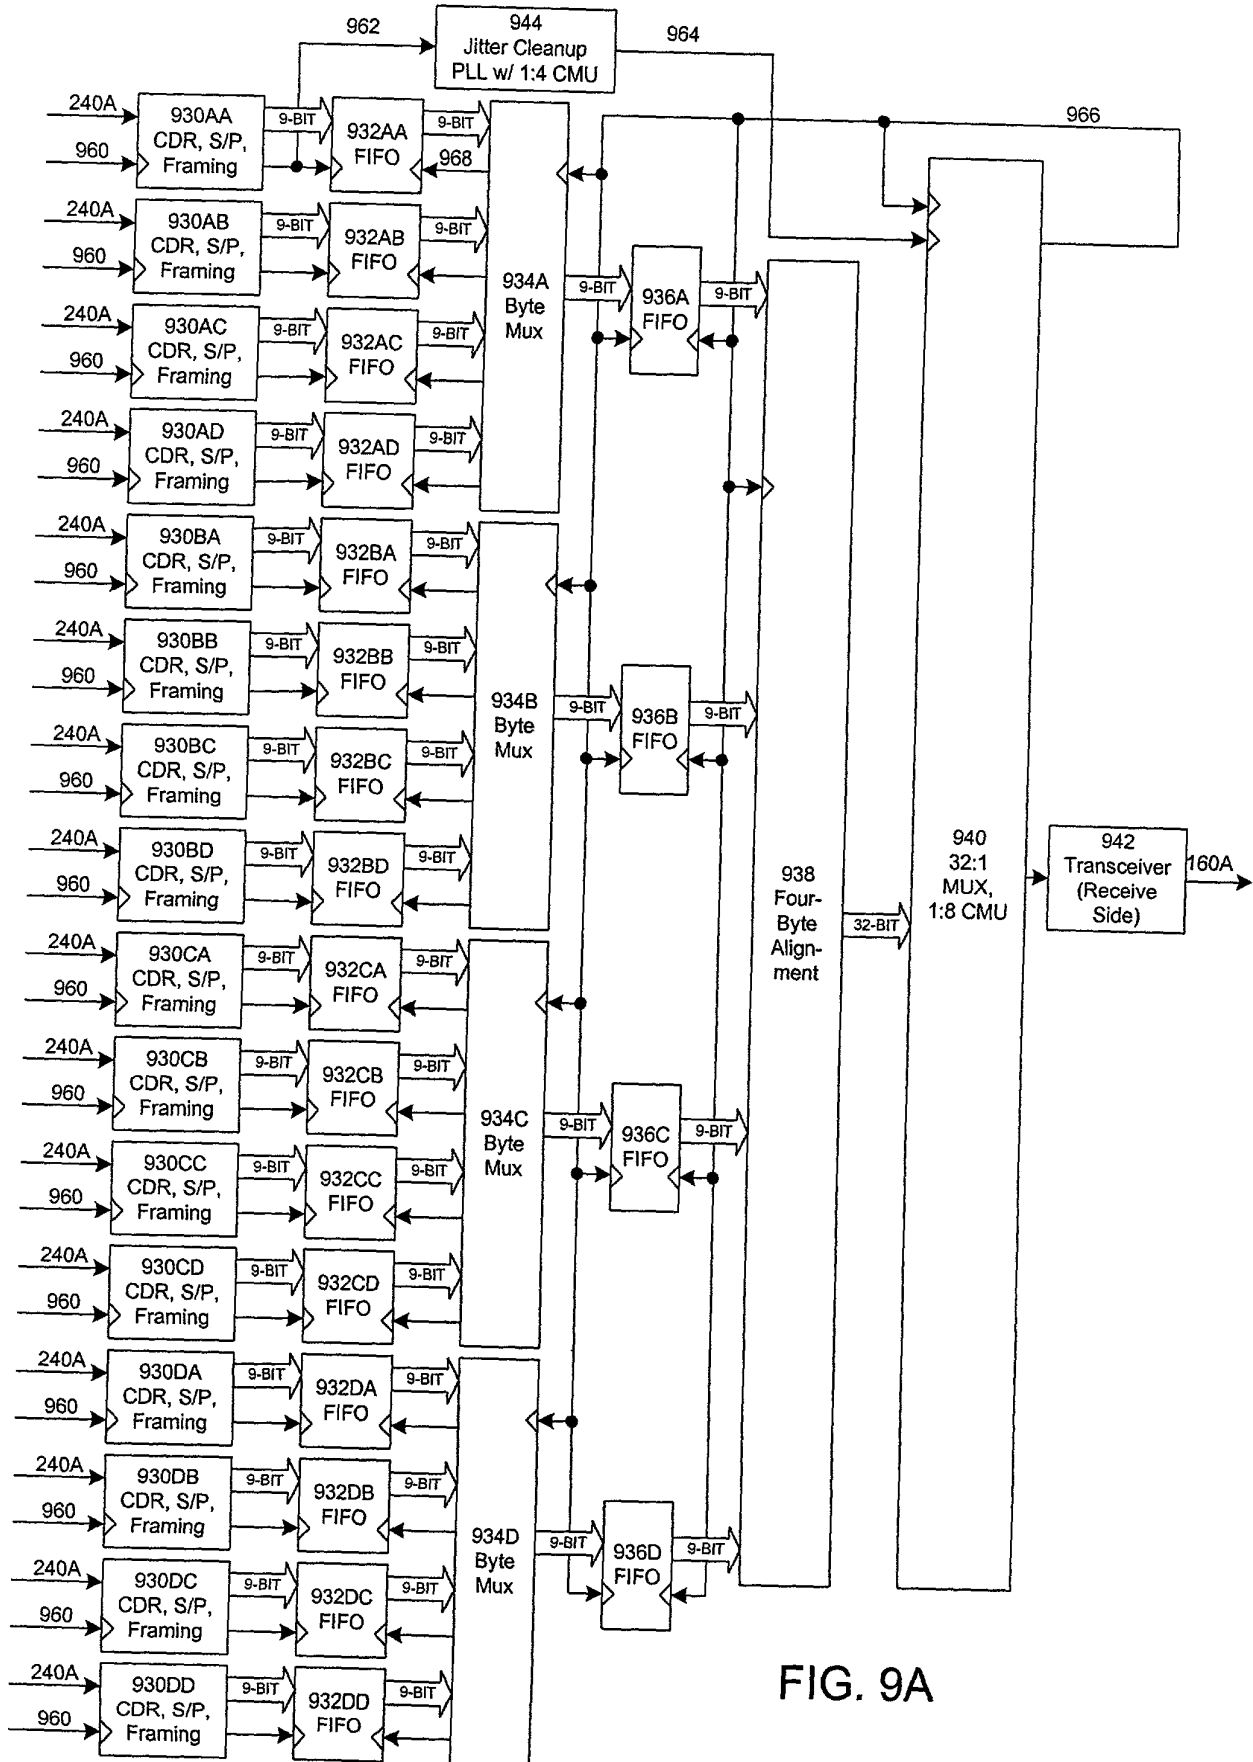 962
944
Jitter Cleanup
PLL w/ 1:4 CMU
964
966
240A
960
930AA
CDR, S/P,
Framing
9-BIT
932AA
FIFO
9-BIT
968
240A
960
930AB
CDR, S/P,
Framing
9-BIT
932AB
FIFO
9-BIT
240A
960
930AC
CDR, S/P,
Framing
9-BIT
932AC
FIFO
9-BIT
240A
960
930AD
CDR, S/P,
Framing
9-BIT
932AD
FIFO
9-BIT
934A
Byte
Mux
9-BIT
936A
FIFO
9-BIT
240A
960
930BA
CDR, S/P,
Framing
9-BIT
932BA
FIFO
9-BIT
240A
960
930BB
CDR, S/P,
Framing
9-BIT
932BB
FIFO
9-BIT
240A
960
930BC
CDR, S/P,
Framing
9-BIT
932BC
FIFO
9-BIT
240A
960
930BD
CDR, S/P,
Framing
9-BIT
932BD
FIFO
9-BIT
934B
Byte
Mux
9-BIT
936B
FIFO
9-BIT
240A
960
930CA
CDR, S/P,
Framing
9-BIT
932CA
FIFO
9-BIT
240A
960
930CB
CDR, S/P,
Framing
9-BIT
932CB
FIFO
9-BIT
240A
960
930CC
CDR, S/P,
Framing
9-BIT
932CC
FIFO
9-BIT
240A
960
930CD
CDR, S/P,
Framing
9-BIT
932CD
FIFO
9-BIT
934C
Byte
Mux
9-BIT
936C
FIFO
9-BIT
240A
960
930DA
CDR, S/P,
Framing
9-BIT
932DA
FIFO
9-BIT
240A
960
930DB
CDR, S/P,
Framing
9-BIT
932DB
FIFO
9-BIT
240A
960
930DC
CDR, S/P,
Framing
9-BIT
932DC
FIFO
9-BIT
240A
960
930DD
CDR, S/P,
Framing
9-BIT
932DD
FIFO
9-BIT
934D
Byte
Mux
9-BIT
936D
FIFO
9-BIT
938
Four-
Byte
Align-
ment
32-BIT
940
32:1
MUX,
1:8 CMU
942
Transceiver
(Receive
Side)
160A
FIG. 9A